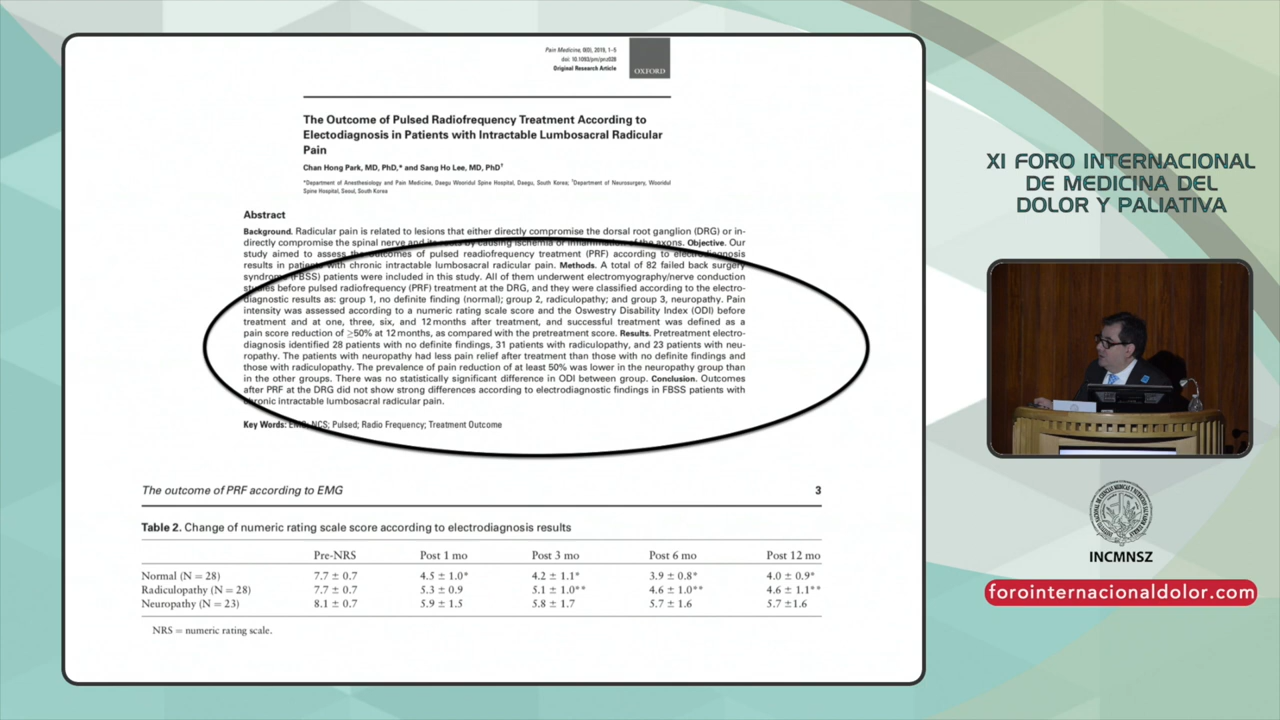 Pain Medicine, 0(0), 2019, 1–5
doi: 10.1093/pm/pnz028
Original Research Article
OXFORD
The Outcome of Pulsed Radiofrequency Treatment According to
Electodiagnosis in Patients with Intractable Lumbosacral Radicular
Pain
Chan Hong Park, MD, PhD,* and Sang Ho Lee, MD, PhD†
*Department of Anesthesiology and Pain Medicine, Daegu Wooridul Spine Hospital, Daegu, South Korea; †Department of Neurosurgery, Wooridul
Spine Hospital, Seoul, South Korea
Abstract
Background. Radicular pain is related to lesions that either directly compromise the dorsal root ganglion (DRG) or in-
directly compromise the spinal nerve and its roots by causing ischemia or inflammation of the axons. Objective. Our
study aimed to assess the outcomes of pulsed readiofrequency treatment (PRF) according to electrodiagnosis
results in patients with chronic intractable lumbosacral radicular pain. Methods. A total of 82 failed back surgery
syndrome (FBSS) patients were included in this study. All of them underwent electromyography/nerve conduction
studies before pulsed radiofrequency (PRF) treatment at the DRG, and they were classified according to the electro-
diagnostic results as: group 1, no definite finding (normal); group 2, radiculopathy; and group 3, neuropathy. Pain
intensity was assessed according to a numeric rating scale score and the Oswestry Disability Index (ODI) before
treatment and at one, three, six, and 12 months after treatment, and successful treatment was defined as a
pain score reduction of ≥50% at 12 months, as compared with the pretreatment score. Results. Pretreatment electro-
diagnosis identified 28 patients with no definite findings, 31 patients with radiculopathy, and 23 patients with neu-
ropathy. The patients with neuropathy had less pain relief after treatment than those with no definite findings and
those with radiculopathy. The prevalence of pain reduction of at least 50% was lower in the neuropathy group than
in the other groups. There was no statistically significant difference in ODI between group. Conclusion. Outcomes
after PRF at the DRG did not show strong differences according to electrodiagnostic findings in FBSS patients with
chronic intractable lumbosacral radicular pain.
Key Words: EMG; NCS; Pulsed; Radio Frequency; Treatment Outcome
The outcome of PRF according to EMG 3
Table 2. Change of numeric rating scale score according to electrodiagnosis results
Pre-NRS Post 1 mo Post 3 mo Post 6 mo Post 12 mo
Normal (N = 28) 7.7 ± 0.7 4.5 ± 1.0* 4.2 ± 1.1* 3.9 ± 0.8* 4.0 ± 0.9*
Radiculopathy (N = 28) 7.7 ± 0.7 5.3 ± 0.9 5.1 ± 1.0** 4.6 ± 1.0** 4.6 ± 1.1**
Neuropathy (N = 23) 8.1 ± 0.7 5.9 ± 1.5 5.8 ± 1.7 5.7 ± 1.6 5.7 ±1.6
NRS = numeric rating scale.
XI FORO INTERNACIONAL
DE MEDICINA DEL
DOLOR Y PALIATIVA
INCMNSZ
forointernacionaldolor.com